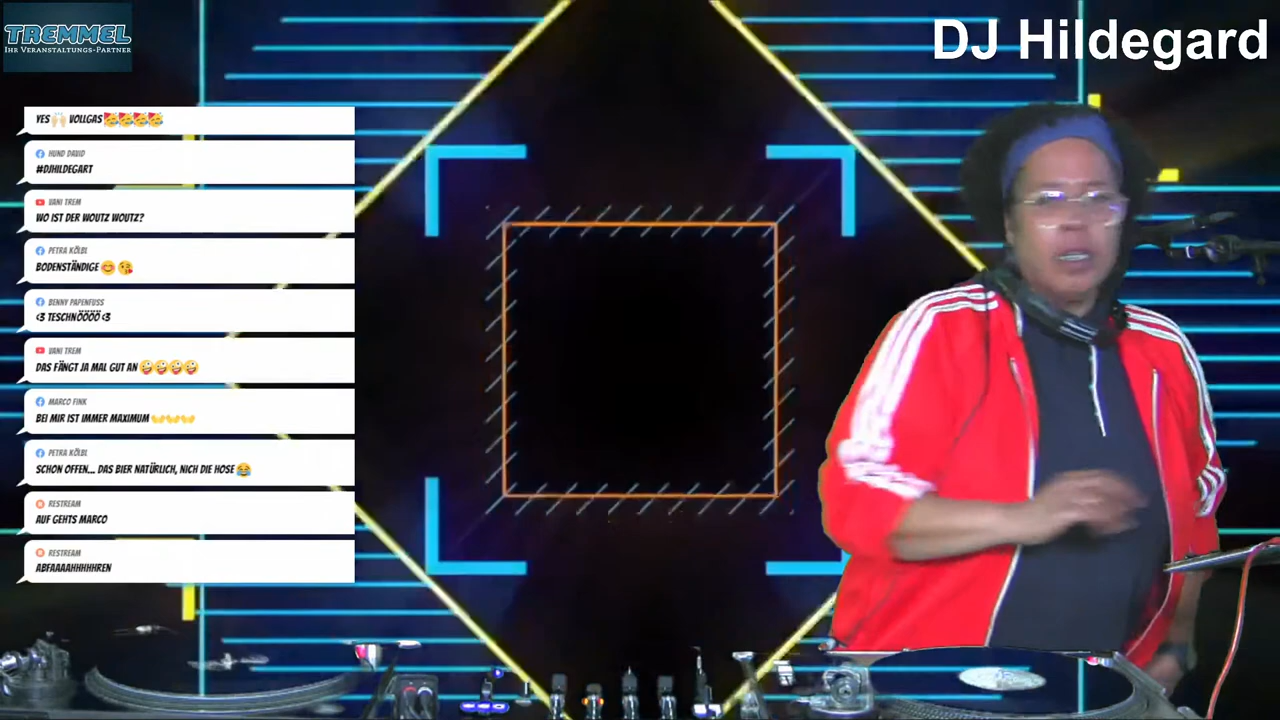 TREMMEL
IHR VERANSTALTUNGS-PARTNER
DJ Hildegard
YES🙌🏻 VOLLGAS🥳🥳🥳🥳
HUND DAVID
#DJHILDEGART
VANI TREM
WO IST DER WOUTZ WOUTZ?
PETRA KÖLBL
BODENSTÄNDIGE😊😘
BENNY PAPENFUSS
<3 TESCHNÖÖÖÖ<3
VANI TREM
DAS FÄNGT JA MAL GUT AN🤪🤪🤪🤪
MARCO FINK
BEI MIR IST IMMER MAXIMUM👐👐👐
PETRA KÖLBL
SCHON OFFEN... DAS BIER NATÜRLICH, NICH DIE HOSE😂
RESTREAM
AUF GEHTS MARCO
RESTREAM
ABFAAAAHHHHHREN